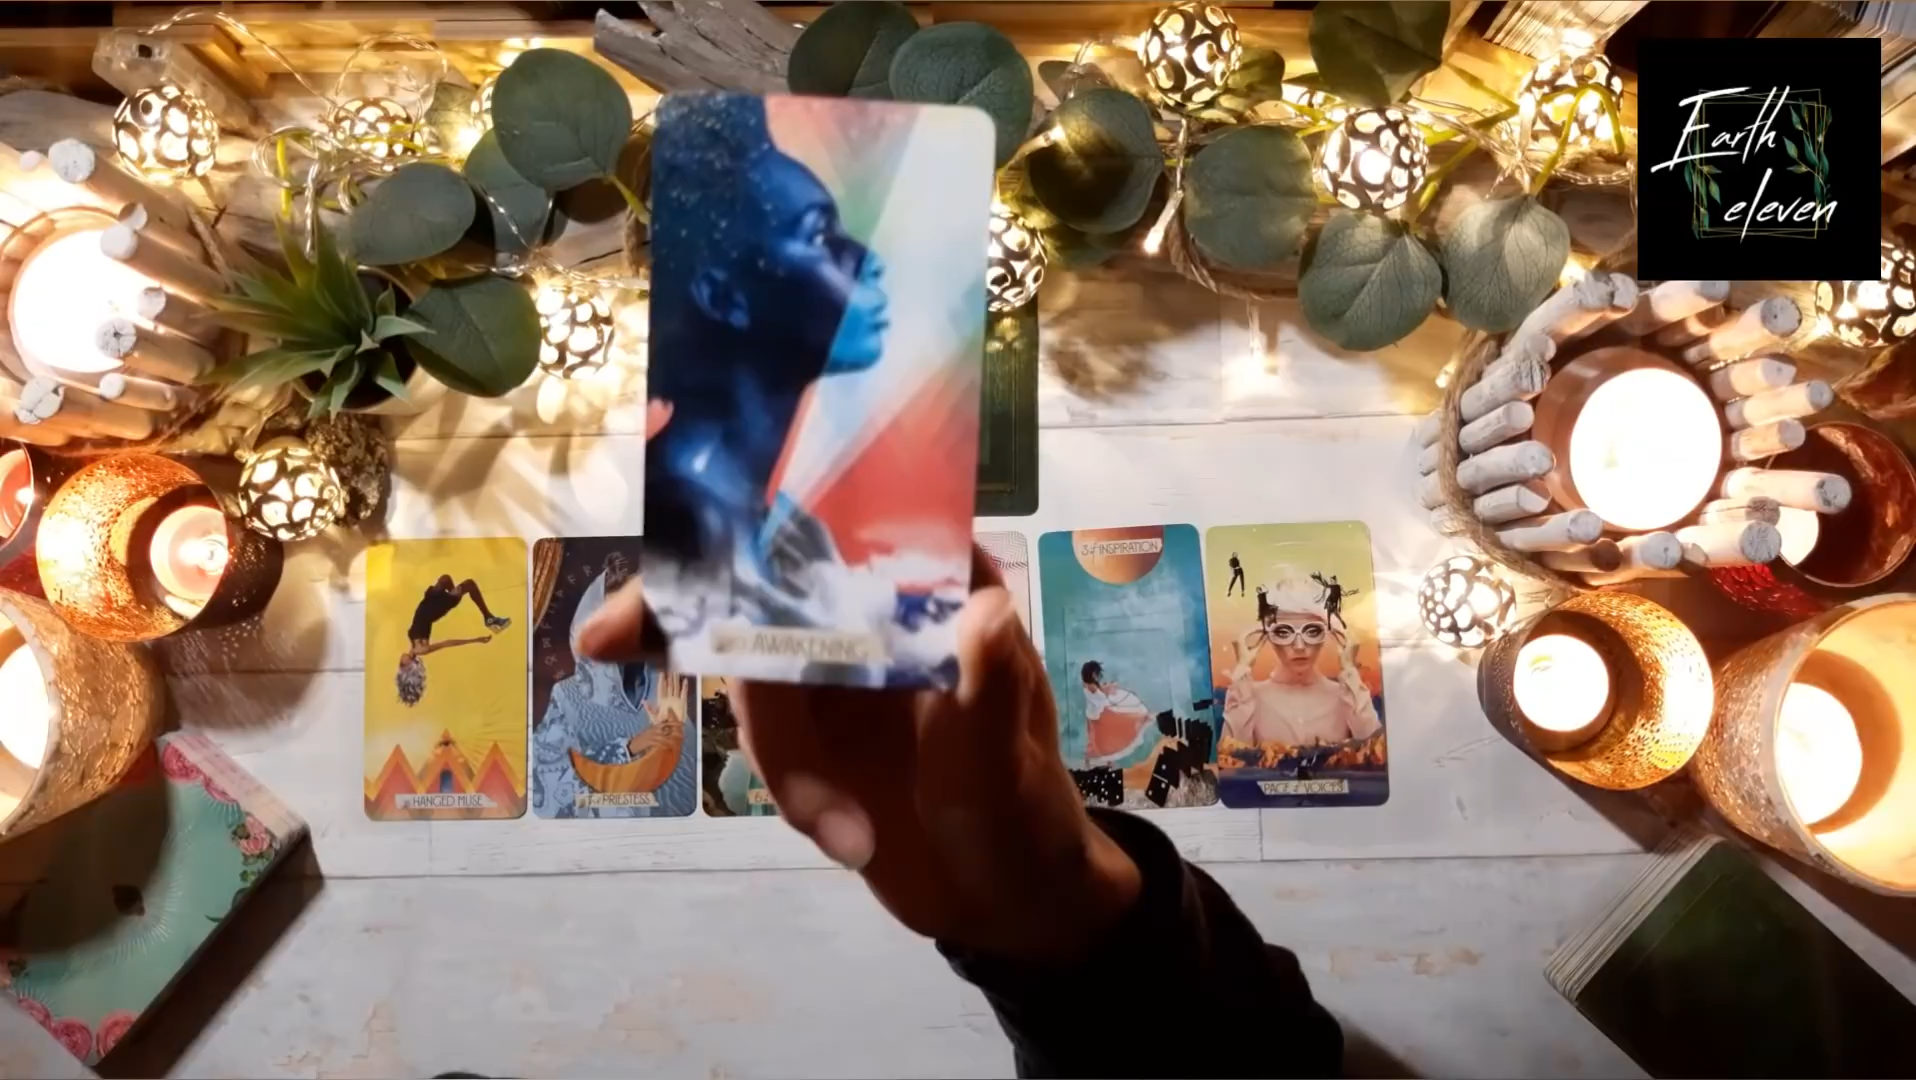 Earth
eleven
AWAKENING
3 of INSPIRATION
HANGED MUSE
PRIESTESS
PAGE of VOICES